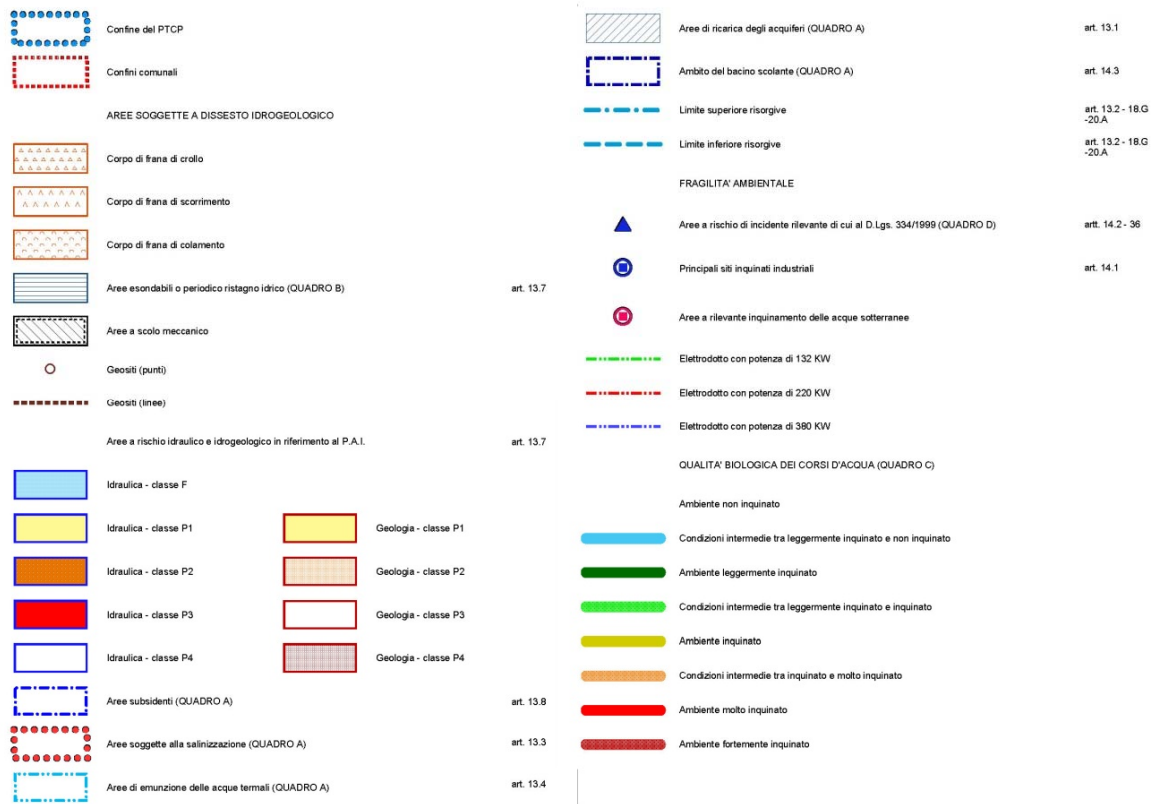 Confine del PTCP
Confini comunali
AREE SOGGETTE A DISSESTO IDROGEOLOGICO
Corpo di frana di crollo
Corpo di frana di scorrimento
Corpo di frana di colamento
Aree esondabili o periodico ristagno idrico (QUADRO B) art. 13.7
Aree a scolo meccanico
Geositi (punti)
Geositi (linee)
Aree a rischio idraulico e idrogeologico in riferimento al P.A.I. art. 13.7
Idraulica - classe F
Idraulica - classe P1 Geologia - classe P1
Idraulica - classe P2 Geologia - classe P2
Idraulica - classe P3 Geologia - classe P3
Idraulica - classe P4 Geologia - classe P4
Aree subsidenti (QUADRO A) art. 13.8
Aree soggette alla salinizzazione (QUADRO A) art. 13.3
Aree di emunzione delle acque termali (QUADRO A) art. 13.4
Aree di ricarica degli acquiferi (QUADRO A) art. 13.1
Ambito del bacino scolante (QUADRO A) art. 14.3
Limite superiore risorgive art. 13.2 - 18.G
-20.A
Limite inferiore risorgive art. 13.2 - 18.G
-20.A
FRAGILITA' AMBIENTALE
Aree a rischio di incidente rilevante di cui al D.Lgs. 334/1999 (QUADRO D) artt. 14.2 - 36
Principali siti inquinati industriali art. 14.1
Aree a rilevante inquinamento delle acque sotterranee
Elettrodotto con potenza di 132 KW
Elettrodotto con potenza di 220 KW
Elettrodotto con potenza di 380 KW
QUALITA' BIOLOGICA DEI CORSI D'ACQUA (QUADRO C)
Ambiente non inquinato
Condizioni intermedie tra leggermente inquinato e non inquinato
Ambiente leggermente inquinato
Condizioni intermedie tra leggermente inquinato e inquinato
Ambiente inquinato
Condizioni intermedie tra inquinato e molto inquinato
Ambiente molto inquinato
Ambiente fortemente inquinato